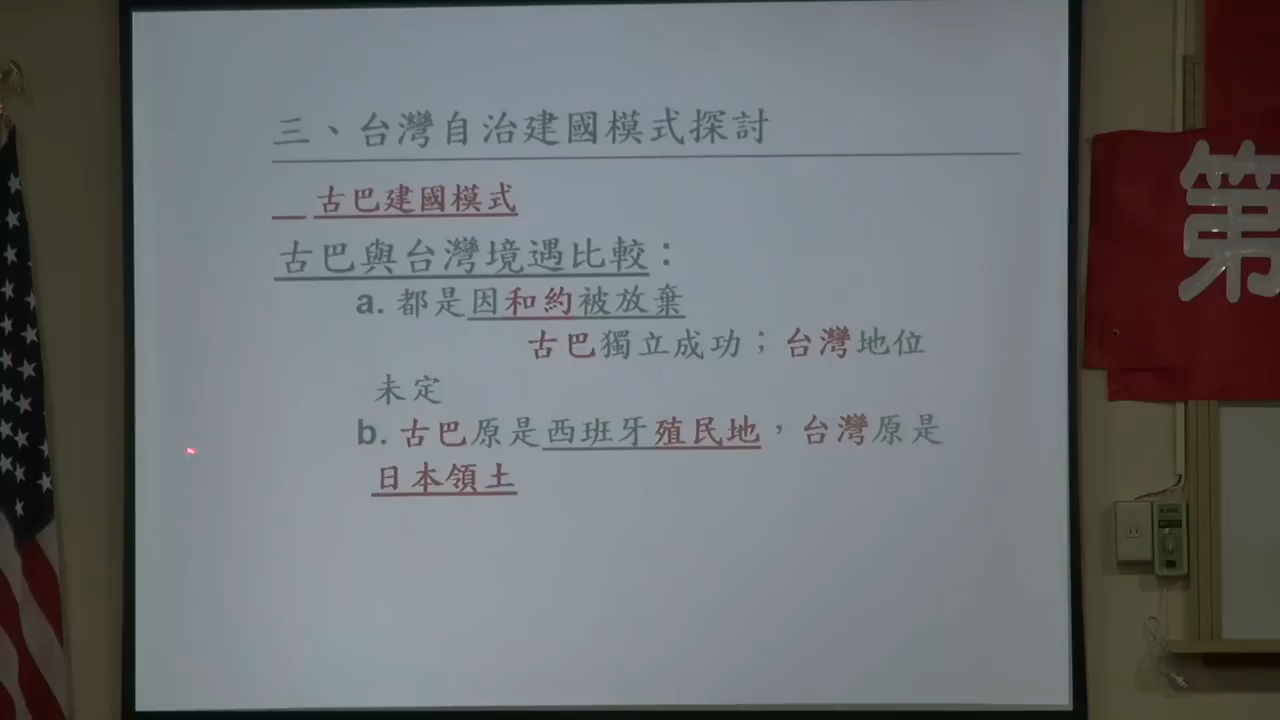 三、台灣自治建國模式探討
古巴建國模式
古巴與台灣境遇比較：
a. 都是因和約被放棄
古巴獨立成功；台灣地位
未定
b. 古巴原是西班牙殖民地，台灣原是
日本領土
第